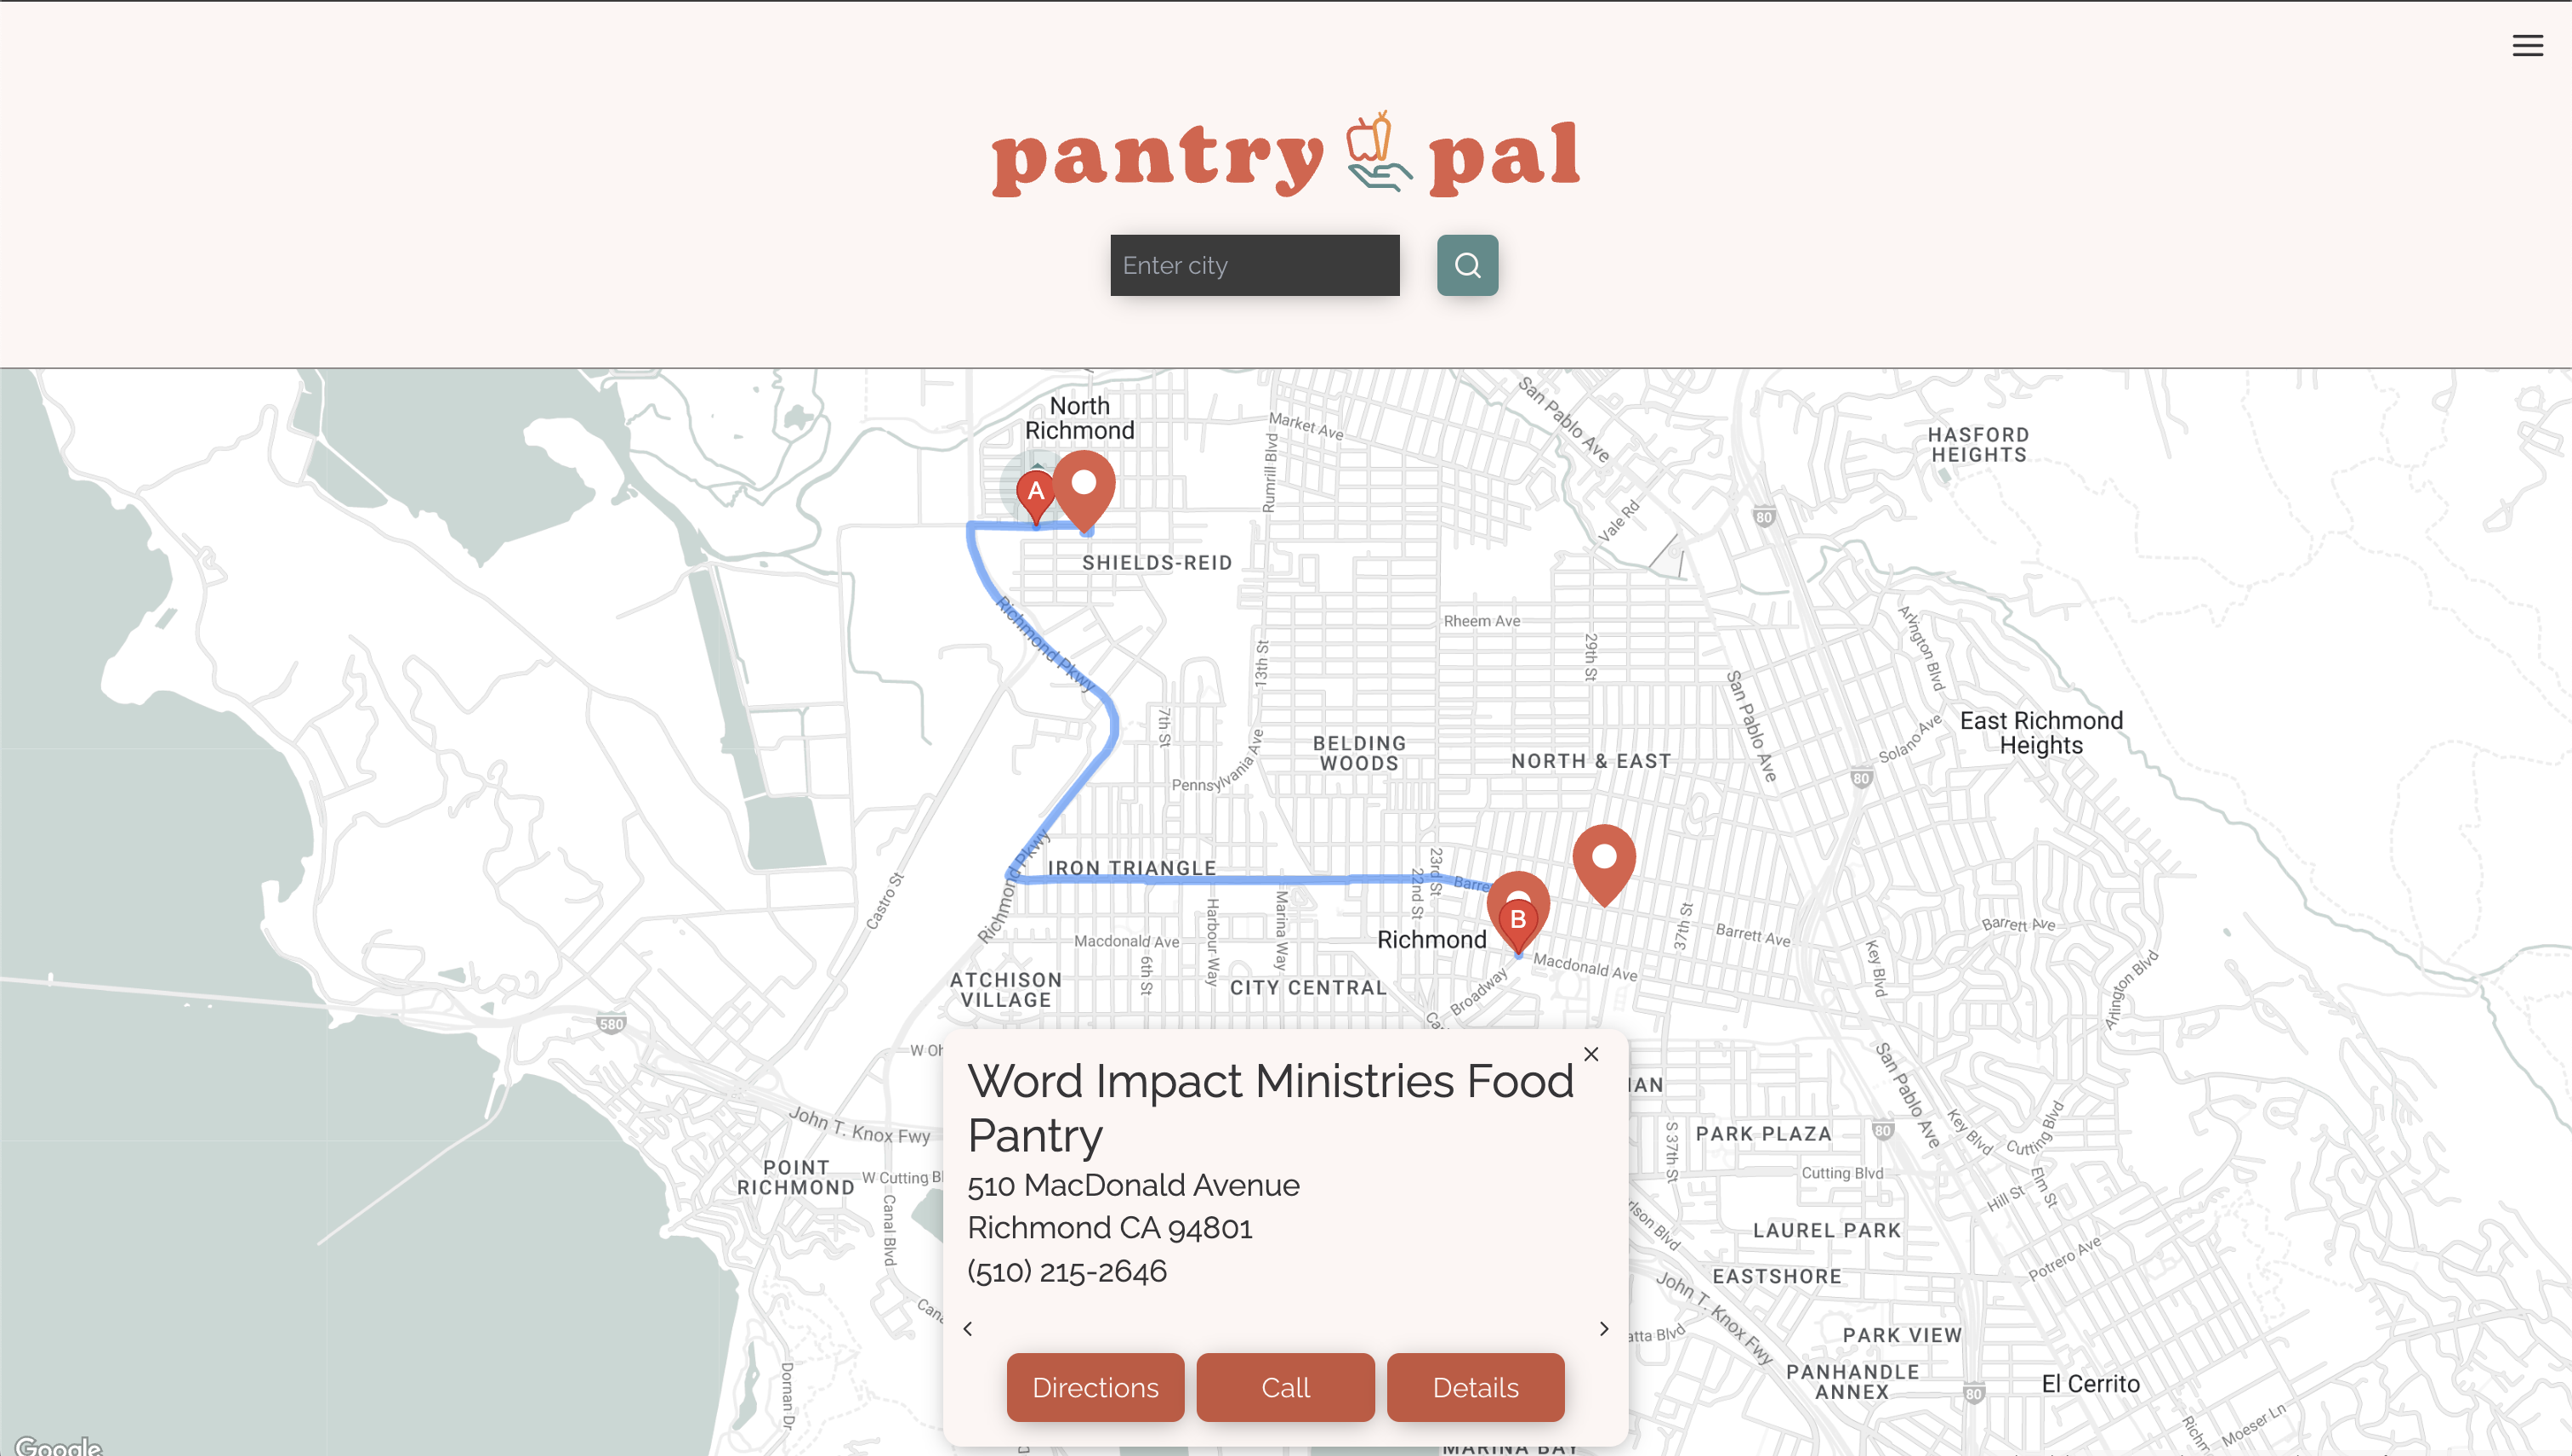 pantry pal
Enter city
North
Richmond
Market Ave
San Pablo Ave
HASFORD
HEIGHTS
A
Rumrill Blvd
Vale Rd
80
SHIELDS-REID
Richmond Pkwy
Rheem Ave
29th St
13th St
Arlington Blvd
San Pablo Ave
7th St
East Richmond
Heights
Solano Ave
BELDING
WOODS
NORTH & EAST
80
Pennsylvania Ave
Richmond Pkwy
IRON TRIANGLE
23rd St
22nd St
Barre
B
Castro St
Harbour Way
Marina Way
Richmond
37th St
Barrett Ave
Barrett Ave
Key Blvd
Macdonald Ave
6th St
Macdonald Ave
ATCHISON
VILLAGE
CITY CENTRAL
Broadway
Arlington Blvd
580
W Oh
San Pablo Ave
John T. Knox Fwy
POINT
RICHMOND
W Cutting Bl
Canal Blvd
Dornan Dr
Word Impact Ministries Food
Pantry
510 MacDonald Avenue
Richmond CA 94801
(510) 215-2646
Directions
Call
Details
PARK PLAZA
80
Key Blvd
Cutting Blvd
S 37th St
Cutting Blvd
Elm St
Hill St
LAUREL PARK
Potrero Ave
EASTSHORE
John T. Knox Fwy
PARK VIEW
PANHANDLE
ANNEX
80
El Cerrito
Moeser Ln
MARINA BAY
Google